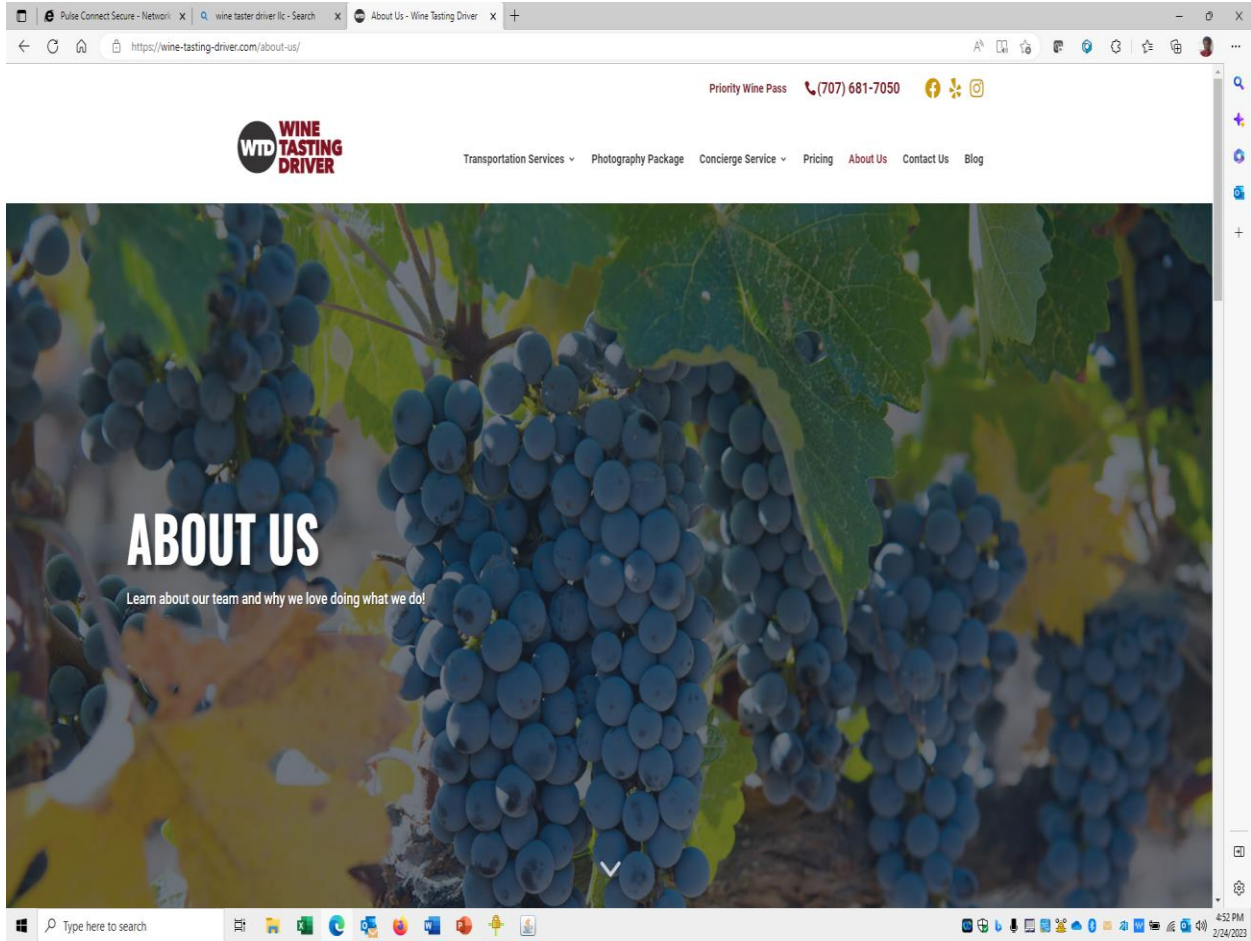 Pulse Connect Secure - Network
wine taster driver llc - Search
About Us - Wine Tasting Driver
https://wine-tasting-driver.com/about-us/
Priority Wine Pass (707) 681-7050
WTD WINE
TASTING
DRIVER
Transportation Services Photography Package Concierge Service Pricing About Us Contact Us Blog
ABOUT US
Learn about our team and why we love doing what we do!
Type here to search
4:52 PM
2/24/2023